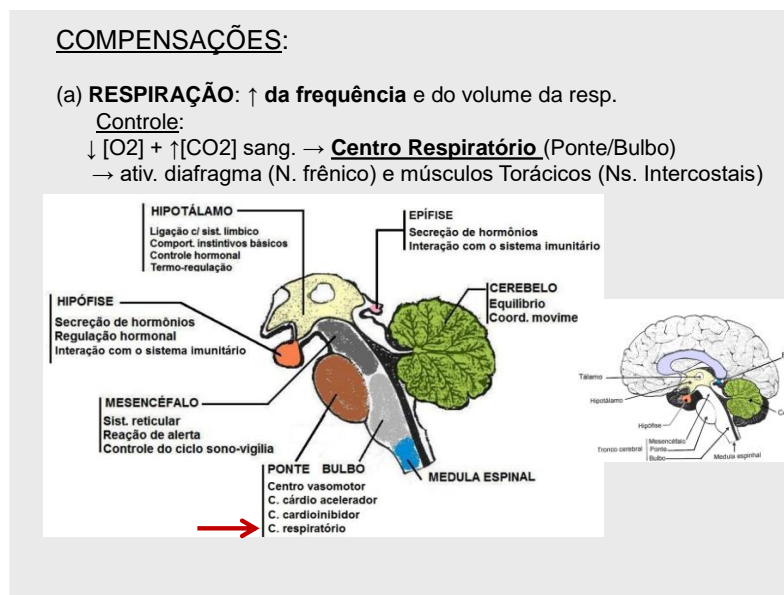 COMPENSAÇÕES:
(a) RESPIRAÇÃO: ↑ da frequência e do volume da resp.
Controle:
↓ [O2] + ↑[CO2] sang. → Centro Respiratório (Ponte/Bulbo)
→ ativ. diafragma (N. frênico) e músculos Torácicos (Ns. Intercostais)
HIPOTÁLAMO
Ligação c/ sist. límbico
Comport. instintivos básicos
Controle hormonal
Termo-regulação
EPÍFISE
Secreção de hormônios
Interação com o sistema imunitário
CEREBELO
Equilíbrio
Coord. movime
HIPÓFISE
Secreção de hormônios
Regulação hormonal
Interação com o sistema imunitário
MESENCÉFALO
Sist. reticular
Reação de alerta
Controle do ciclo sono-vigília
PONTE BULBO
Centro vasomotor
C. cárdio acelerador
C. cardioinibidor
C. respiratório
MEDULA ESPINAL
Tálamo
Hipotálamo
Hipófise
Tronco cerebral
Mesencéfalo
Ponte
Bulbo
Medula espinhal